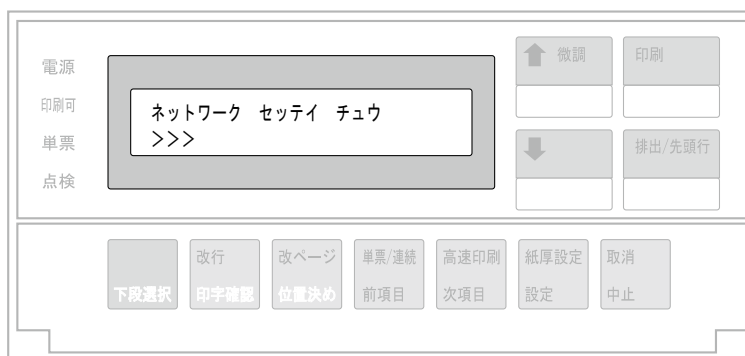 電源
印刷可
単票
点検
ネットワーク セッテイ チュウ
>>>
微調
印刷
排出/先頭行
改行
改ページ
単票/連続
高速印刷
紙厚設定
取消
下段選択
印字確認
位置決め
前項目
次項目
設定
中止